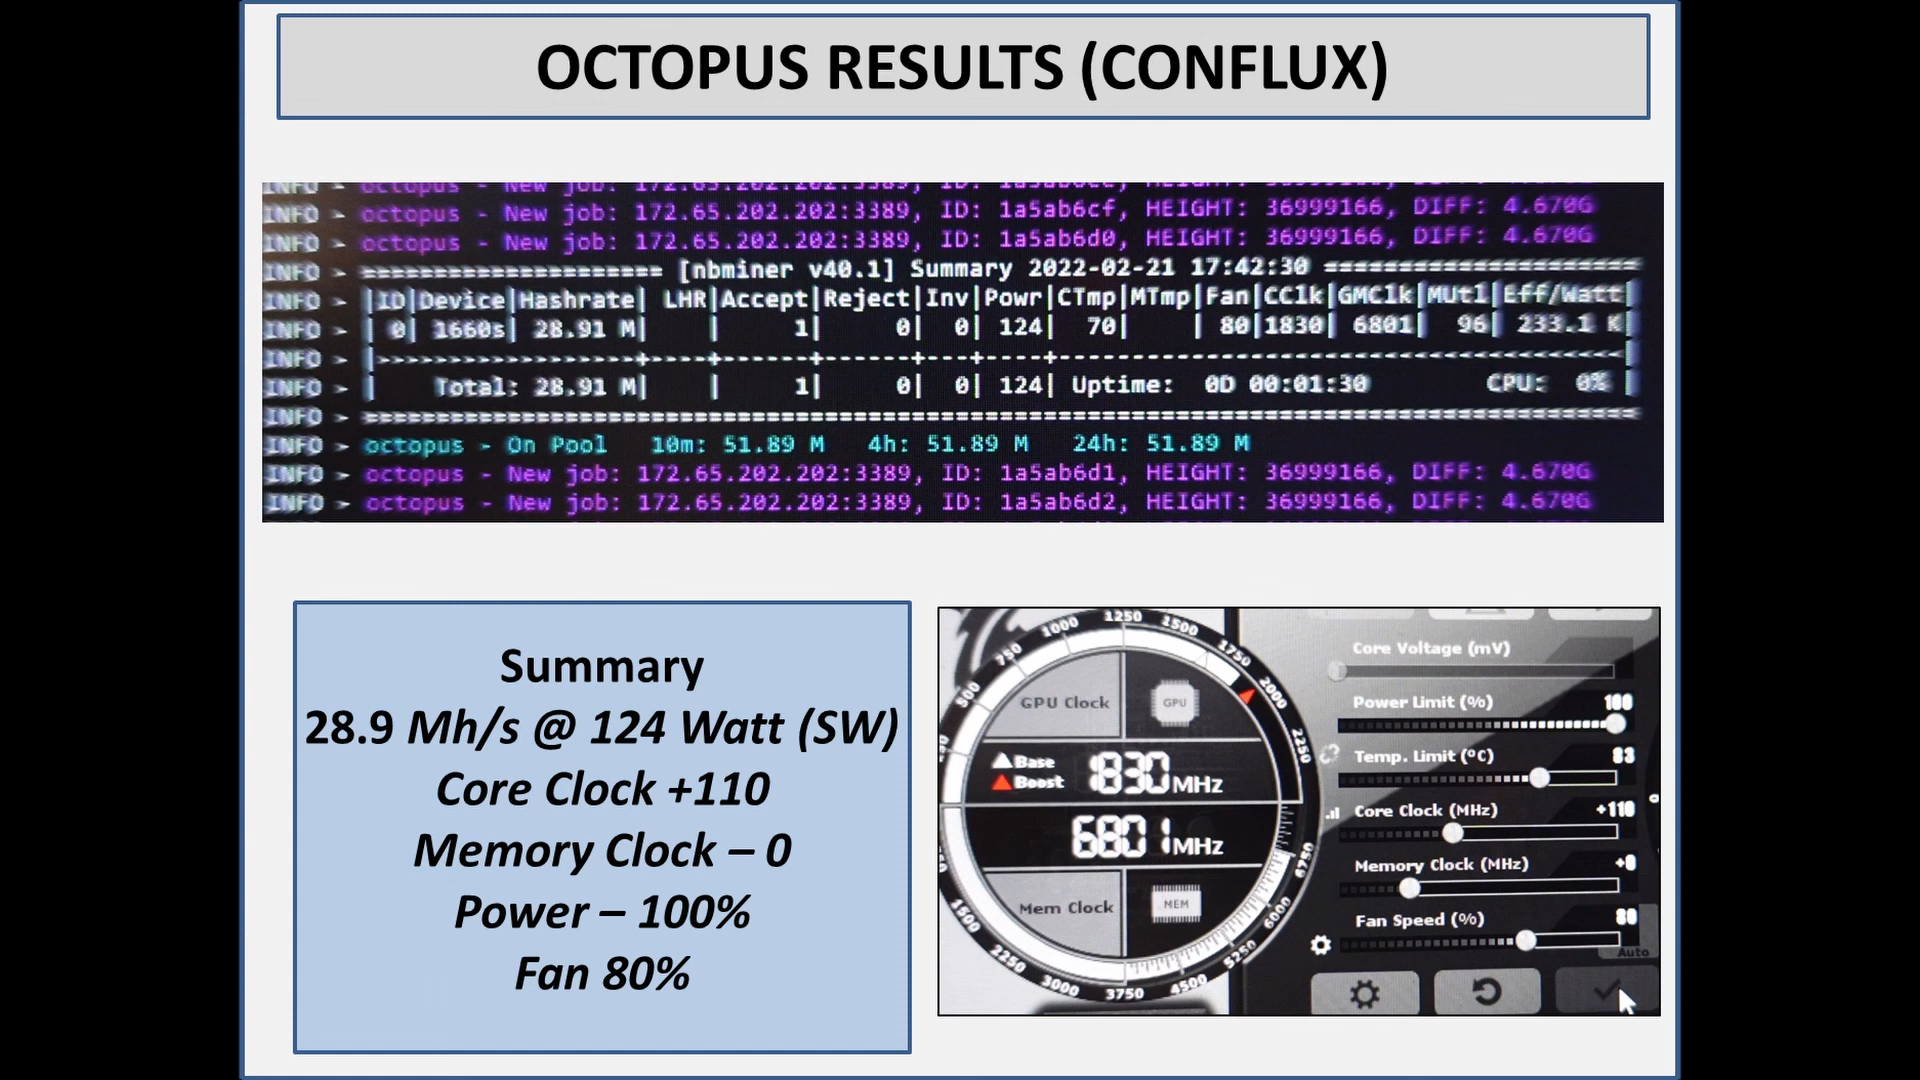 OCTOPUS RESULTS (CONFLUX)
INFO - octopus - New job: 172.65.202.202:3389, ID:
INFO - octopus - New job: 172.65.202.202:3389, ID: 1a5ab6cf, HEIGHT: 36999166, DIFF: 4.670G
INFO - octopus - New job: 172.65.202.202:3389, ID: 1a5ab6d0, HEIGHT: 36999166, DIFF: 4.670G
INFO - ===================== [nbminer v40.1] Summary 2022-02-21 17:42:30 ======================
INFO - |ID|Device|Hashrate| LHR|Accept|Reject|Inv|Powr|CTmp|MTmp|Fan|CClk|GMClk|MUtl|Eff/Watt|
INFO - | 0| 1660s| 28.91 M|    |     1|     0|  0| 124|  70|    | 80|1830| 6801|  96| 233.1 K|
INFO - |------------------+----+------+------+---+----+---------------------------------------|
INFO - |    Total: 28.91 M|    |     1|     0|  0| 124| Uptime:  0D 00:01:30        CPU:  0% |
INFO - =======================================================================================
INFO - octopus - On Pool   10m: 51.89 M   4h: 51.89 M   24h: 51.89 M
INFO - octopus - New job: 172.65.202.202:3389, ID: 1a5ab6d1, HEIGHT: 36999166, DIFF: 4.670G
INFO - octopus - New job: 172.65.202.202:3389, ID: 1a5ab6d2, HEIGHT: 36999166, DIFF: 4.670G
Summary
28.9 Mh/s @ 124 Watt (SW)
Core Clock +110
Memory Clock – 0
Power – 100%
Fan 80%
500 750 1000 1250 1500 1750 2000 2250
GPU Clock GPU
Base
Boost
1830 MHz
6801 MHz
Mem Clock MEM
1500 2250 3000 3750 4500 5250 6000 6750
Core Voltage (mV)
Power Limit (%) 100
Temp. Limit (°C) 83
Core Clock (MHz) +110
Memory Clock (MHz) +0
Fan Speed (%) 80
Auto